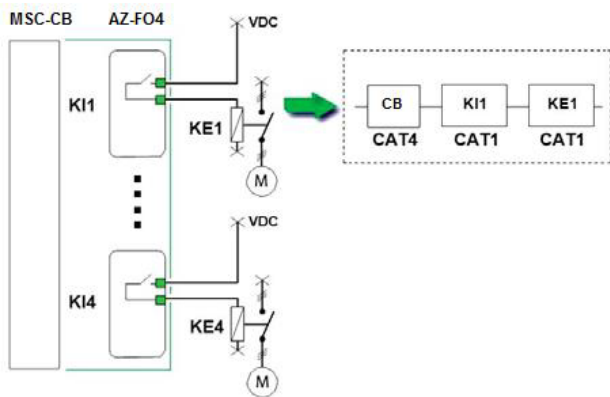 MSC-CB AZ-FO4
VDC
KI1
KE1
M
CB KI1 KE1
CAT4 CAT1 CAT1
VDC
KI4
KE4
M